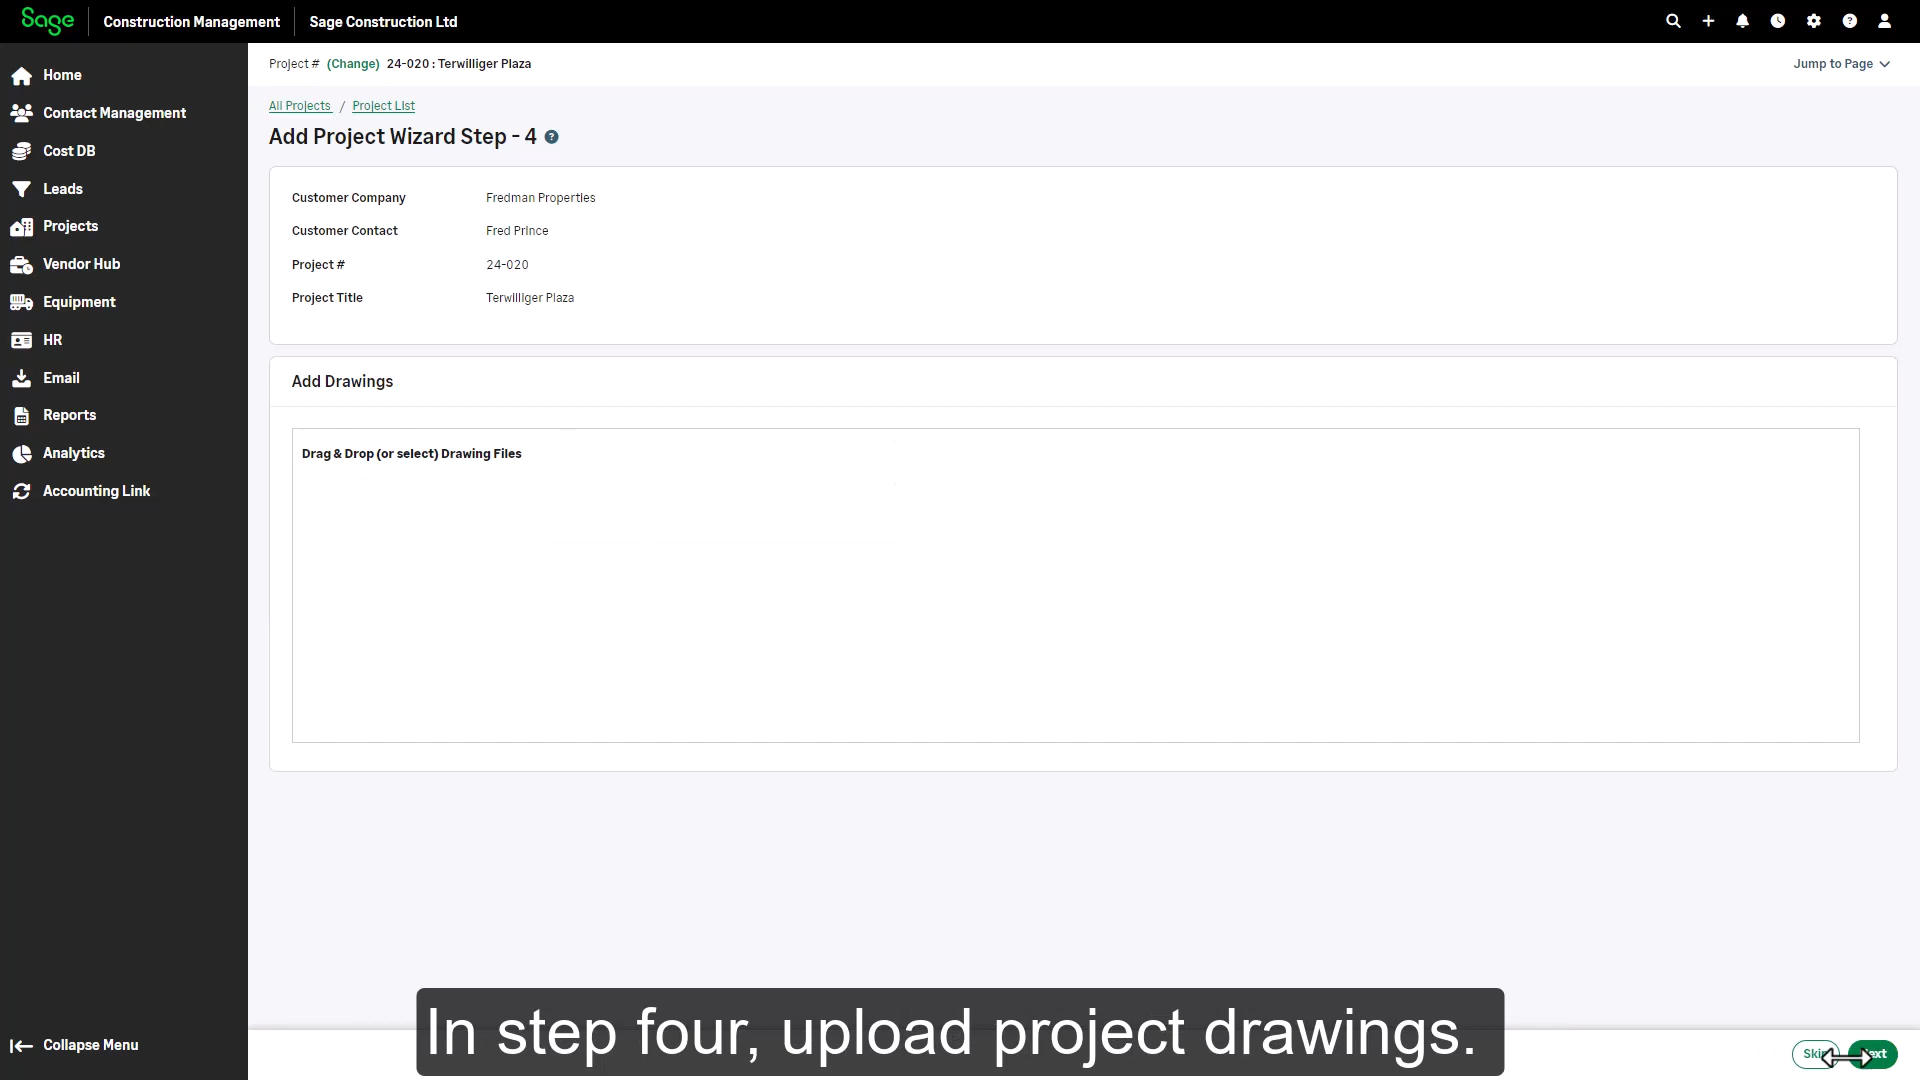 Sage Construction Management Sage Construction Ltd
Project # (Change) 24-020 : Terwilliger Plaza
Jump to Page
Home
Contact Management
Cost DB
Leads
Projects
Vendor Hub
Equipment
HR
Email
Reports
Analytics
Accounting Link
Collapse Menu
All Projects / Project List
Add Project Wizard Step - 4
Customer Company Fredman Properties
Customer Contact Fred Prince
Project # 24-020
Project Title Terwilliger Plaza
Add Drawings
Drag & Drop (or select) Drawing Files
In step four, upload project drawings.